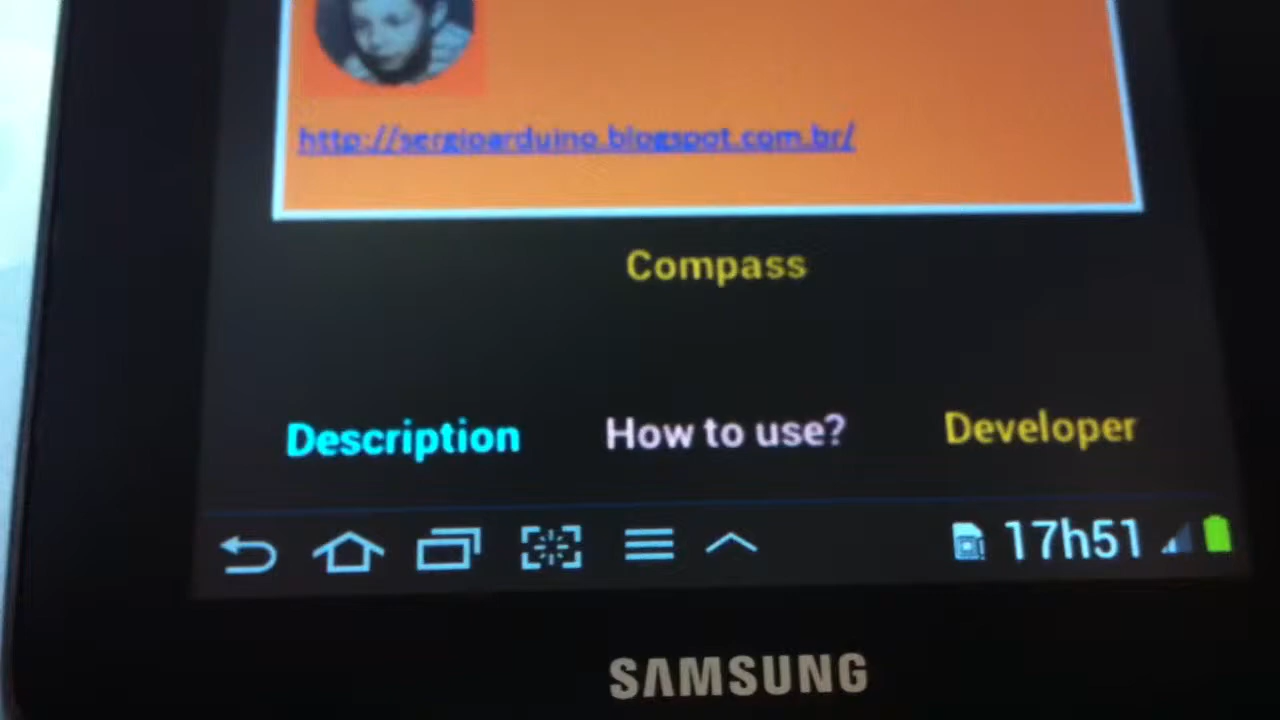 http://sergioarduino.blogspot.com.br/
Compass
Description How to use? Developer
17h51
SAMSUNG